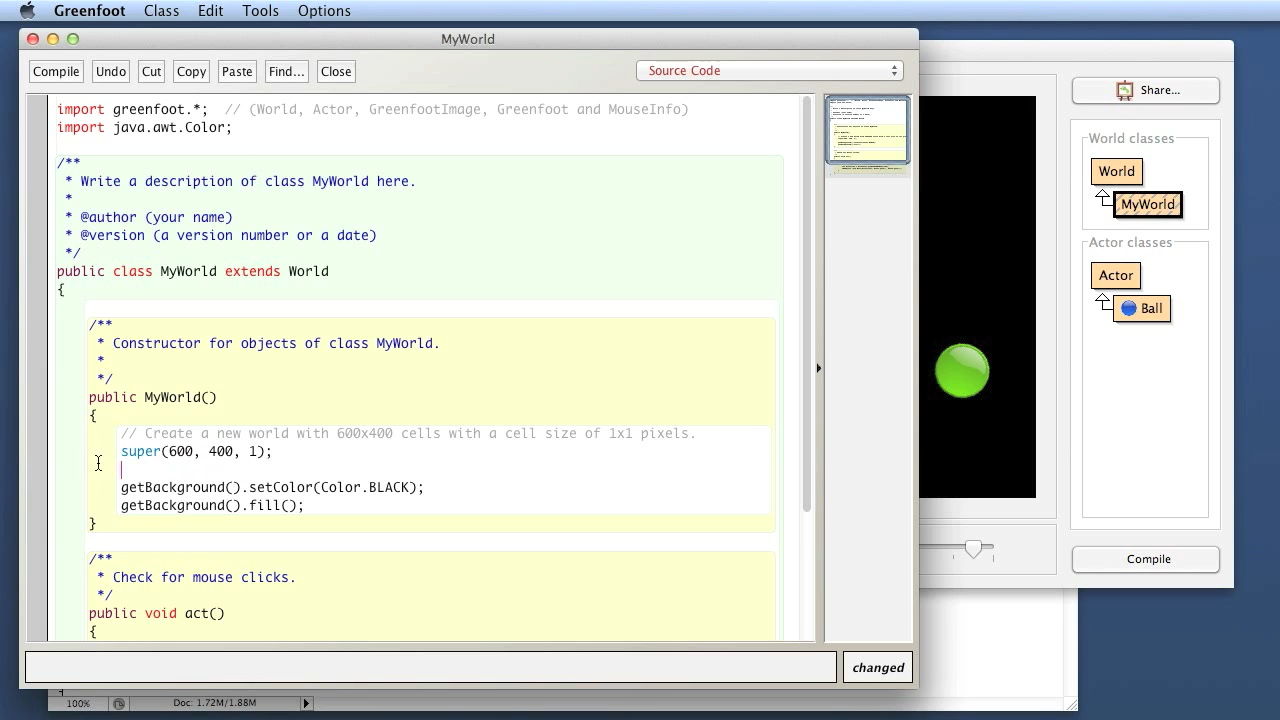 Greenfoot Class Edit Tools Options
MyWorld
Compile Undo Cut Copy Paste Find... Close Source Code
import greenfoot.*;  // (World, Actor, GreenfootImage, Greenfoot and MouseInfo)
import java.awt.Color;
/**
 * Write a description of class MyWorld here.
 *
 * @author (your name)
 * @version (a version number or a date)
 */
public class MyWorld extends World
{
/**
 * Constructor for objects of class MyWorld.
 *
 */
public MyWorld()
{
// Create a new world with 600x400 cells with a cell size of 1x1 pixels.
super(600, 400, 1);
getBackground().setColor(Color.BLACK);
getBackground().fill();
}
/**
 * Check for mouse clicks.
 */
public void act()
{
changed
Share...
World classes
World
MyWorld
Actor classes
Actor
Ball
Compile
100% Doc: 1.72M/1.88M